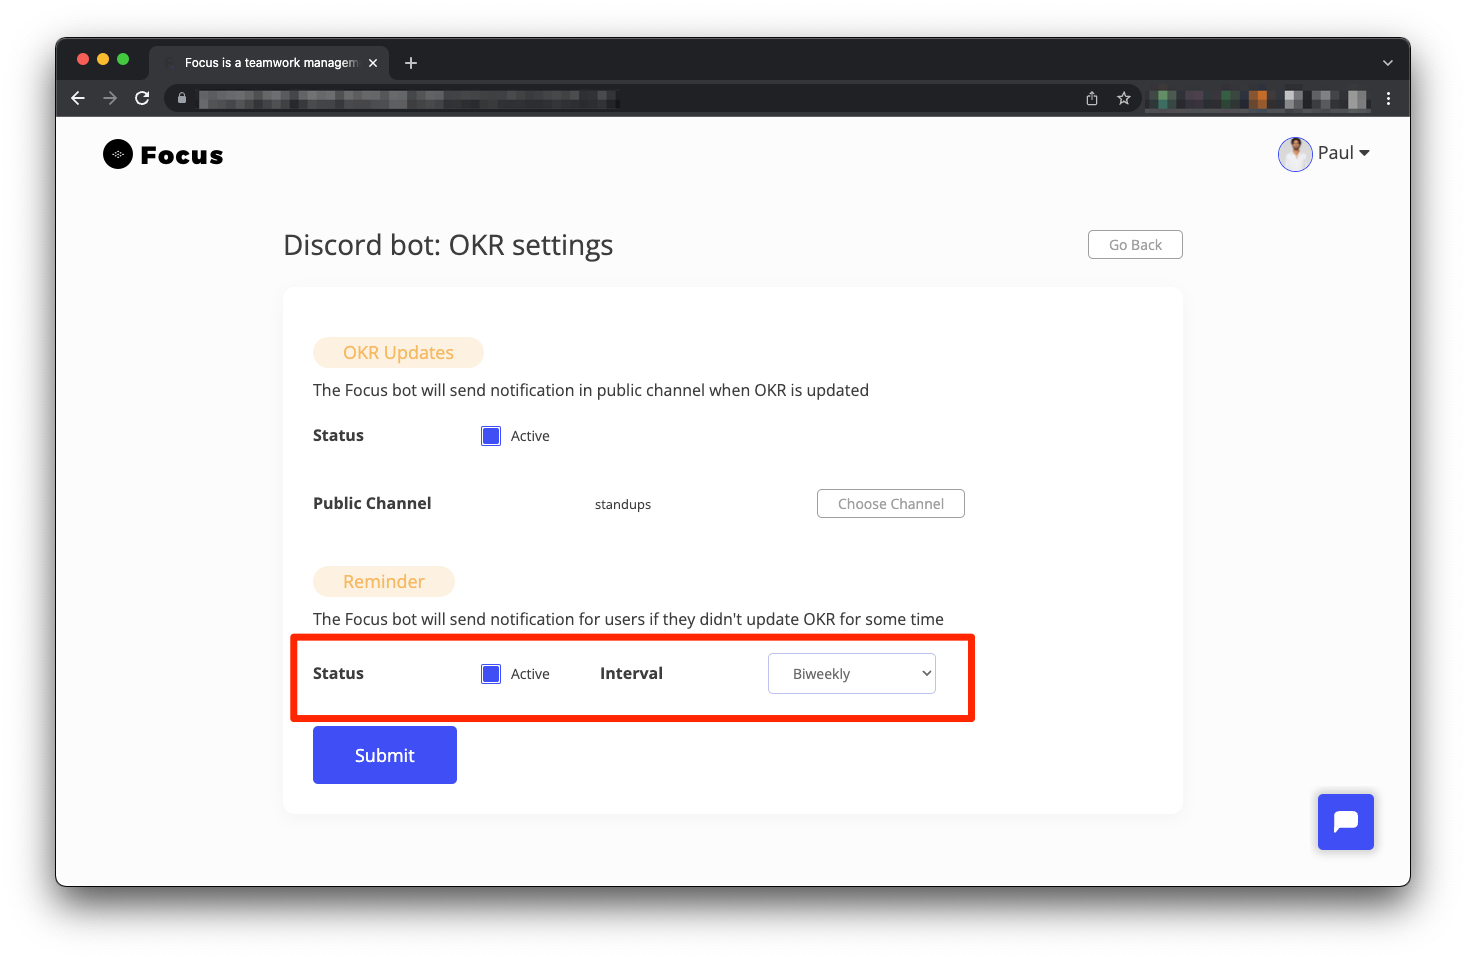 Focus is a teamwork managem
Focus
Paul
Discord bot: OKR settings
Go Back
OKR Updates
The Focus bot will send notification in public channel when OKR is updated
Status Active
Public Channel standups Choose Channel
Reminder
The Focus bot will send notification for users if they didn't update OKR for some time
Status Active Interval Biweekly
Submit